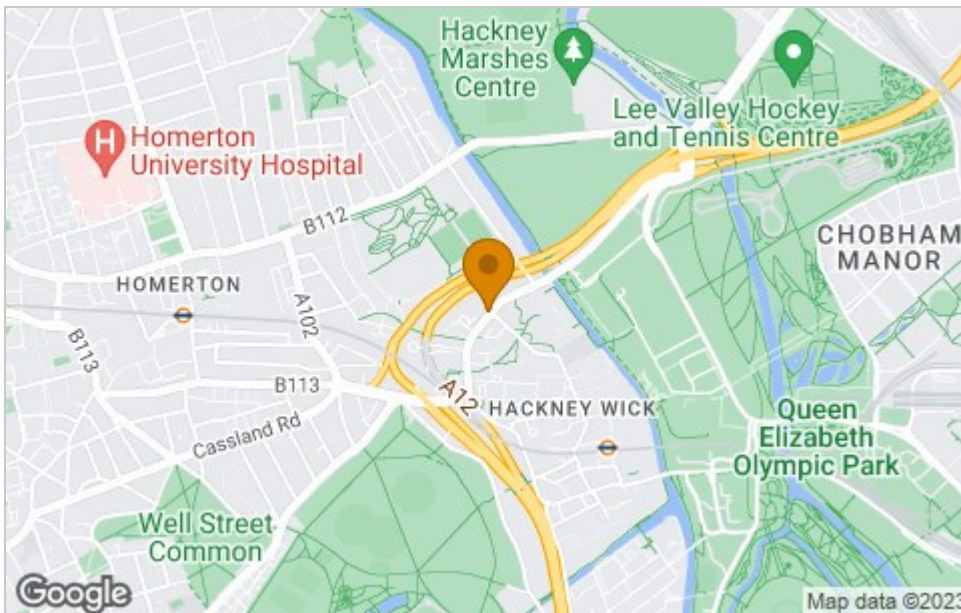 Hackney
Marshes
Centre
Lee Valley Hockey
and Tennis Centre
H
Homerton
University Hospital
B112
CHOBHAM
MANOR
HOMERTON
A102
B113
B113
A12
HACKNEY WICK
Cassland Rd
Queen
Elizabeth
Olympic Park
Well Street
Common
Google
Map data ©2023